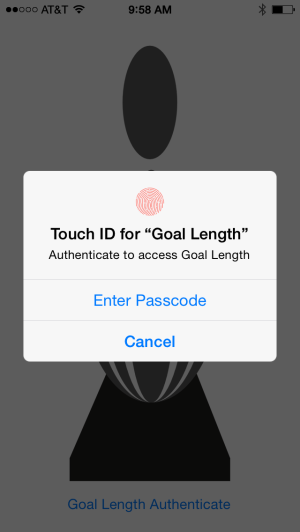 AT&T 9:58 AM
Touch ID for “Goal Length”
Authenticate to access Goal Length
Enter Passcode
Cancel
Goal Length Authenticate